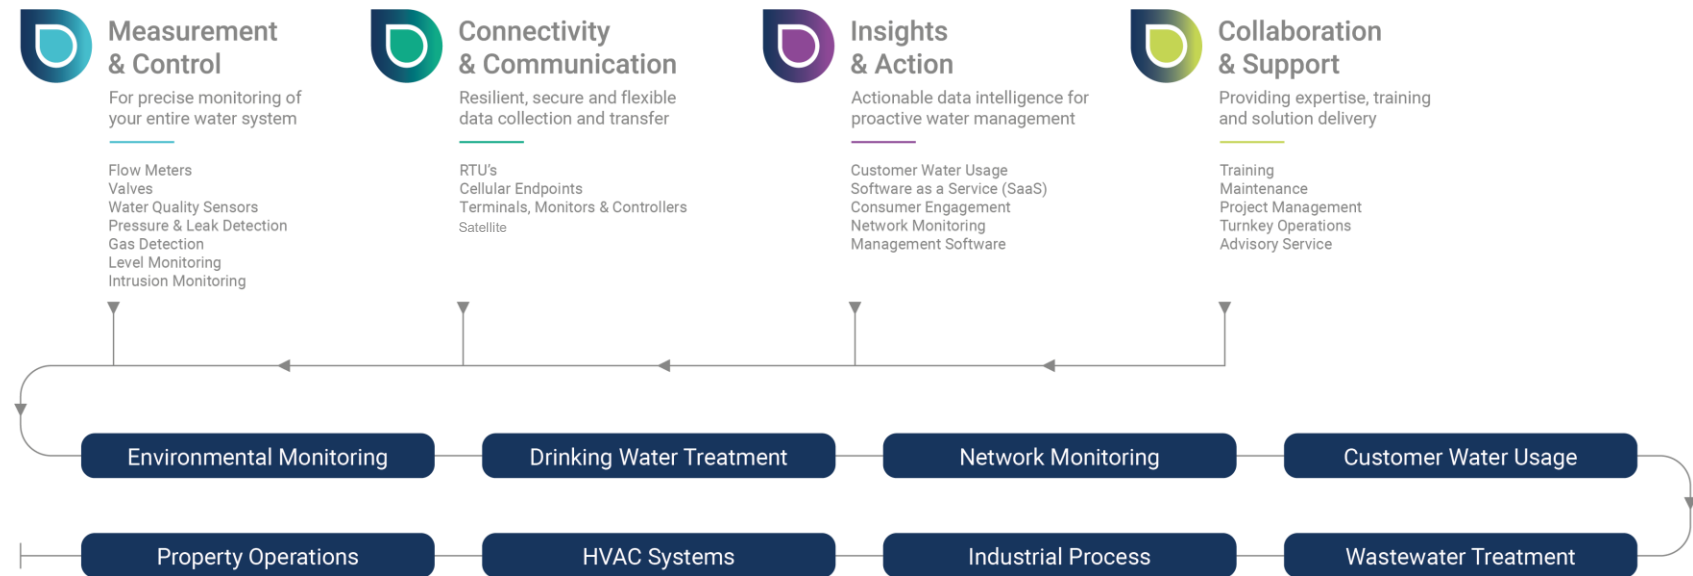 Measurement
& Control
For precise monitoring of
your entire water system
Flow Meters
Valves
Water Quality Sensors
Pressure & Leak Detection
Gas Detection
Level Monitoring
Intrusion Monitoring
Connectivity
& Communication
Resilient, secure and flexible
data collection and transfer
RTU's
Cellular Endpoints
Terminals, Monitors & Controllers
Satellite
Insights
& Action
Actionable data intelligence for
proactive water management
Customer Water Usage
Software as a Service (SaaS)
Consumer Engagement
Network Monitoring
Management Software
Collaboration
& Support
Providing expertise, training
and solution delivery
Training
Maintenance
Project Management
Turnkey Operations
Advisory Service
Environmental Monitoring
Drinking Water Treatment
Network Monitoring
Customer Water Usage
Property Operations
HVAC Systems
Industrial Process
Wastewater Treatment